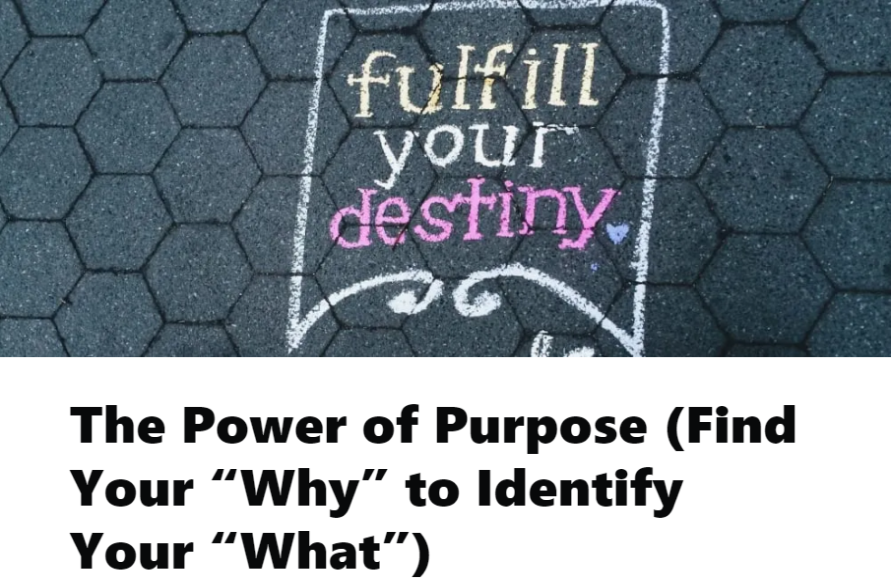 fulfill
your
destiny
The Power of Purpose (Find
Your “Why” to Identify
Your “What”)